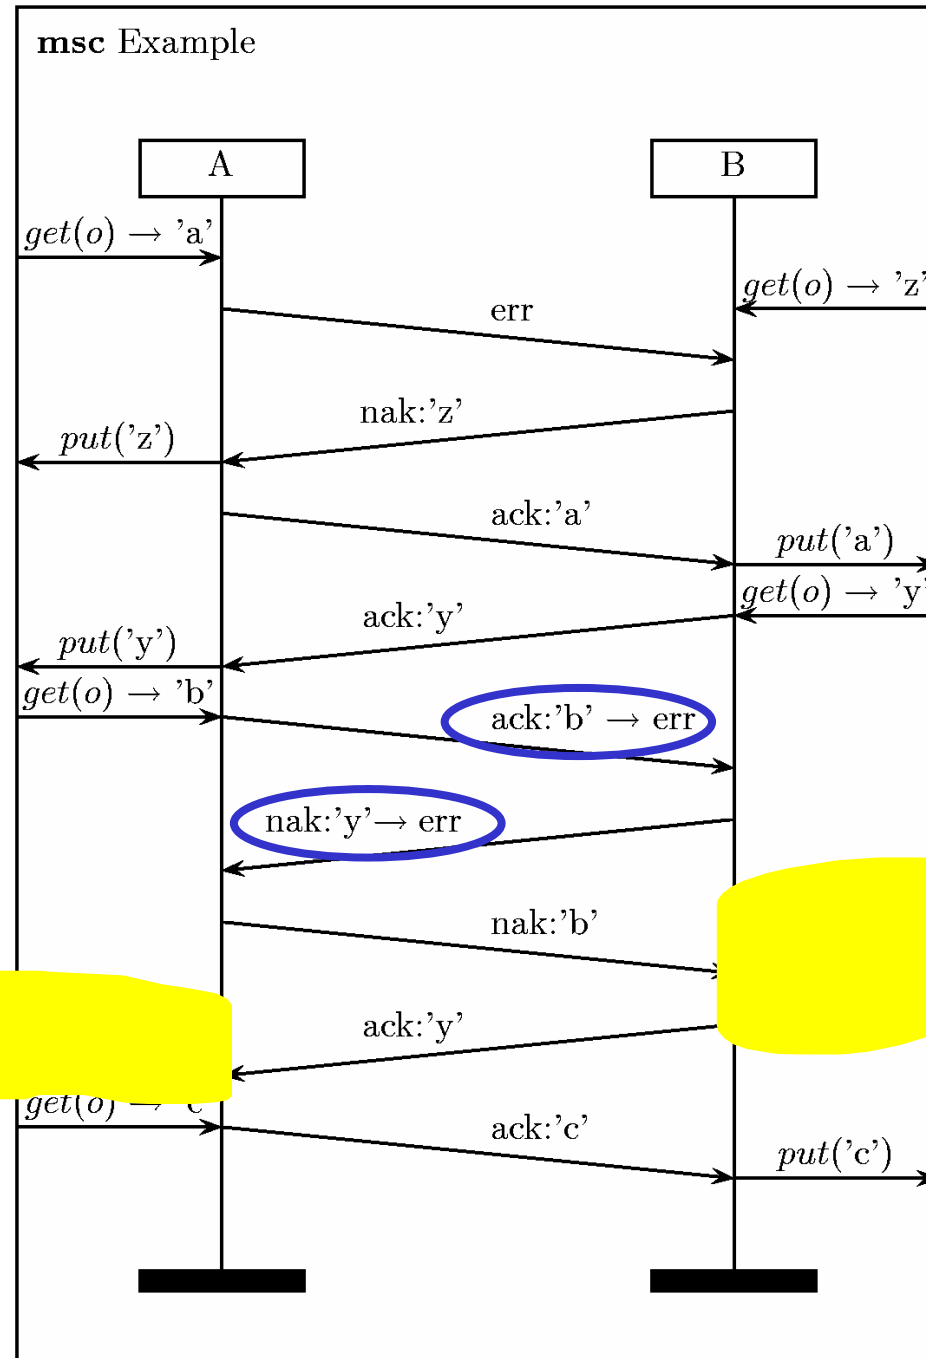 msc Example
A
B
get(o) → 'a'
get(o) → 'z'
err
nak:'z'
put('z')
ack:'a'
put('a')
get(o) → 'y'
ack:'y'
put('y')
get(o) → 'b'
ack:'b' → err
nak:'y'→ err
nak:'b'
ack:'y'
get(o) → 'c'
ack:'c'
put('c')